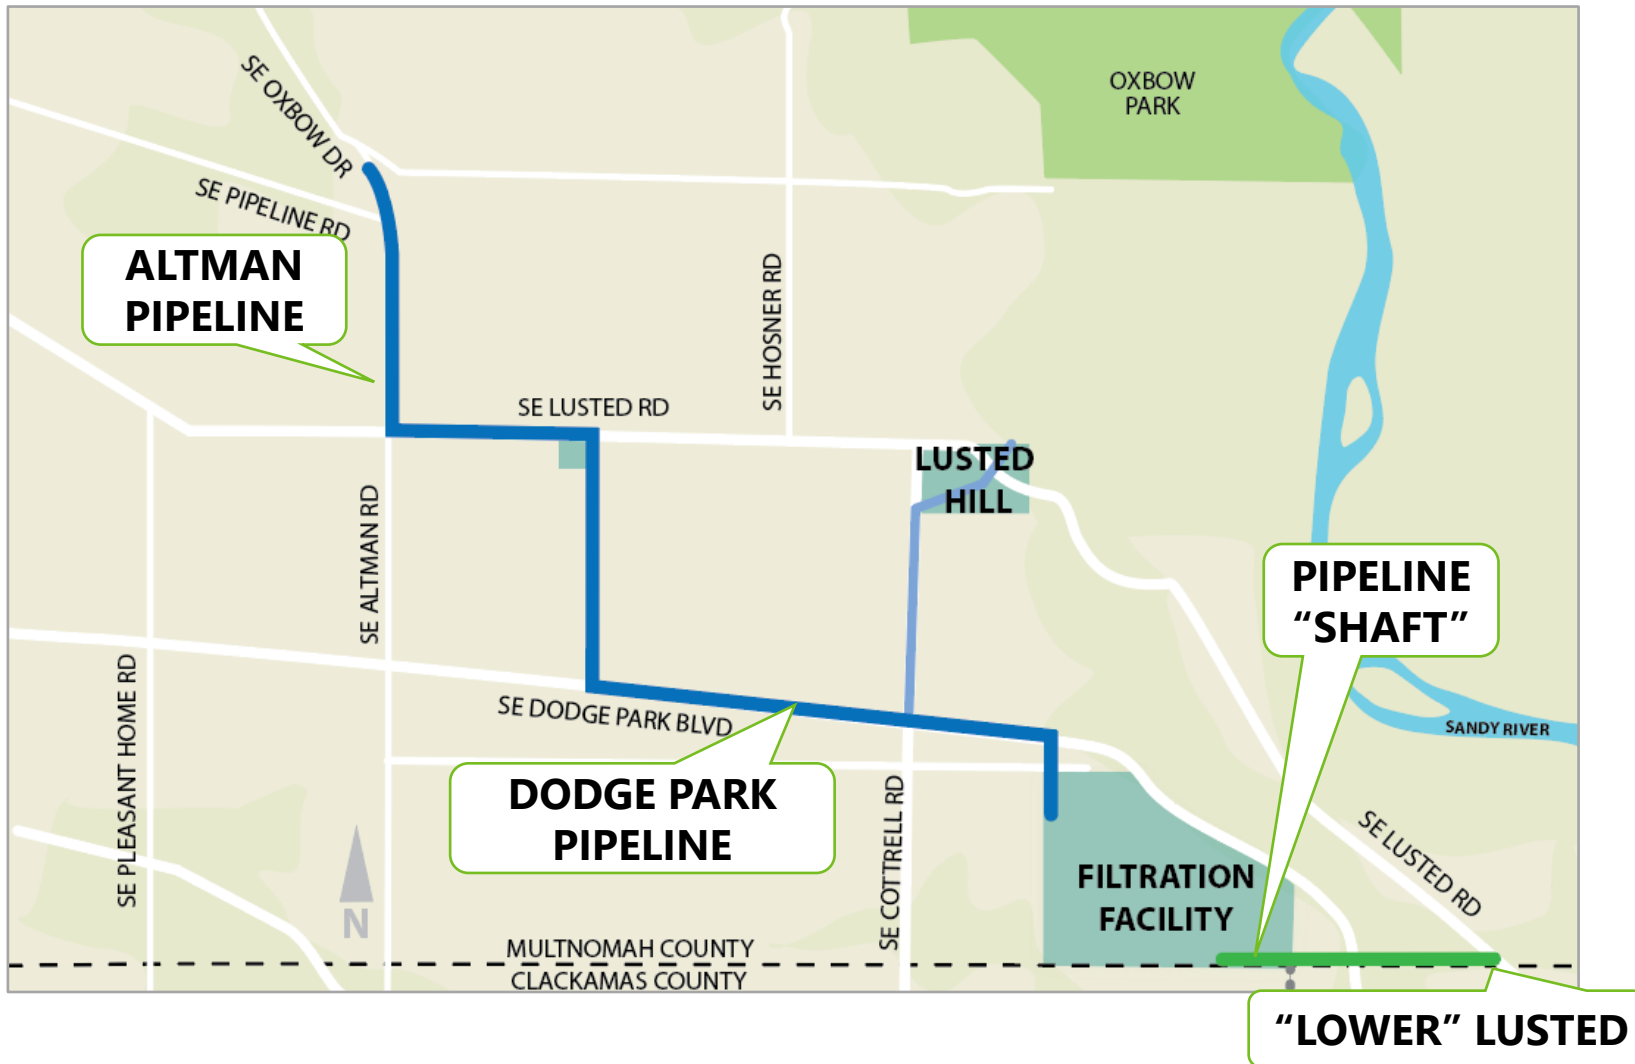 OXBOW
PARK
SE OXBOW DR
SE PIPELINE RD
ALTMAN
PIPELINE
SE HOSNER RD
SE LUSTED RD
LUSTED
HILL
SE ALTMAN RD
PIPELINE
“SHAFT”
SE PLEASANT HOME RD
SE DODGE PARK BLVD
SANDY RIVER
DODGE PARK
PIPELINE
SE COTTRELL RD
SE LUSTED RD
FILTRATION
FACILITY
N
MULTNOMAH COUNTY
CLACKAMAS COUNTY
“LOWER” LUSTED